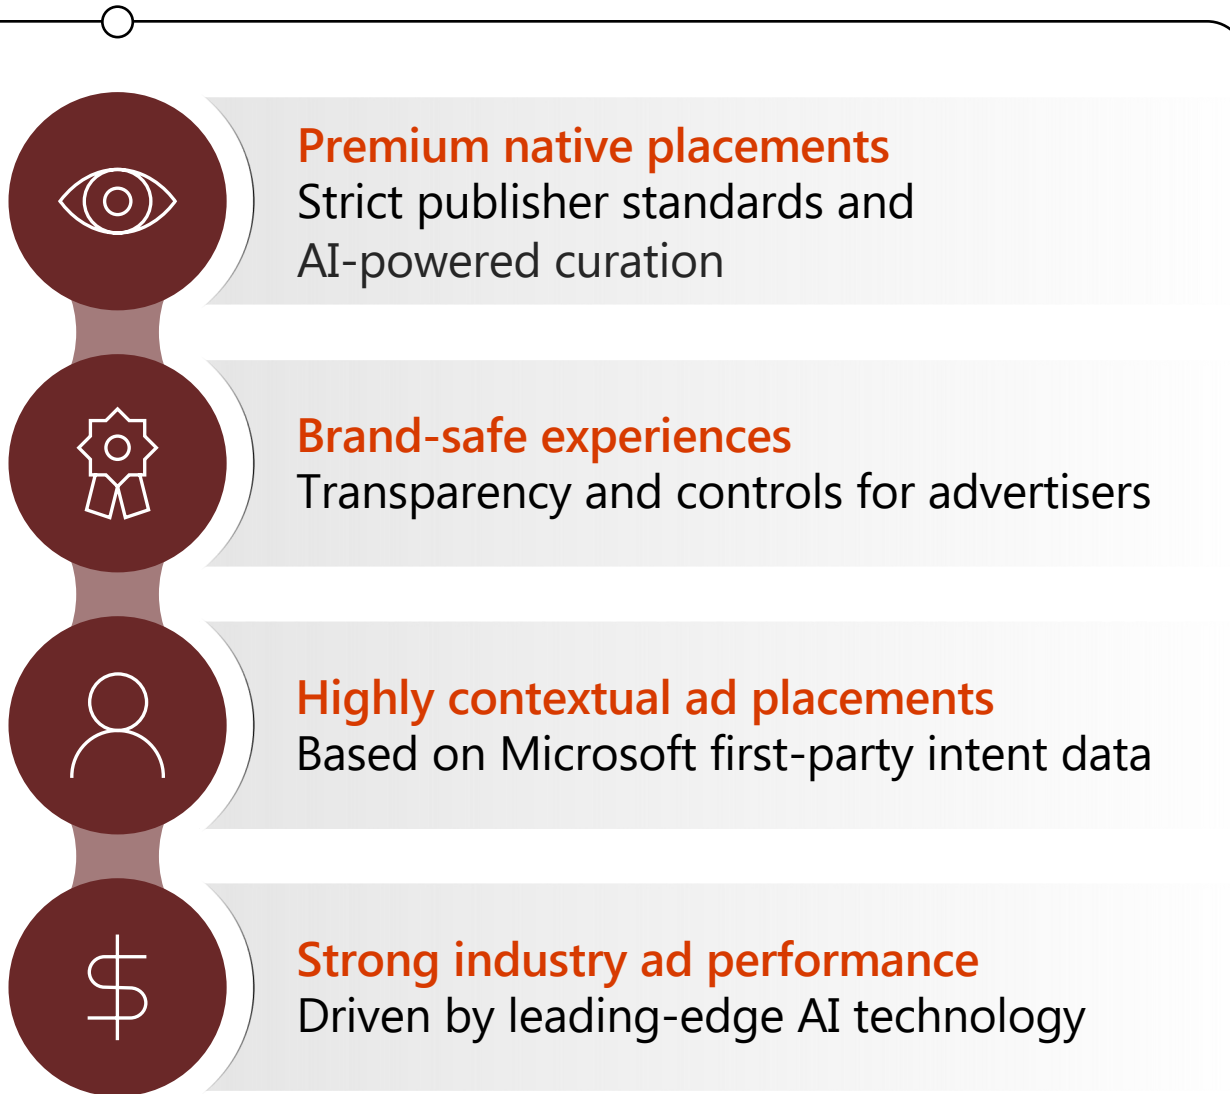 Premium native placements
Strict publisher standards and
AI-powered curation
Brand-safe experiences
Transparency and controls for advertisers
Highly contextual ad placements
Based on Microsoft first-party intent data
Strong industry ad performance
Driven by leading-edge AI technology